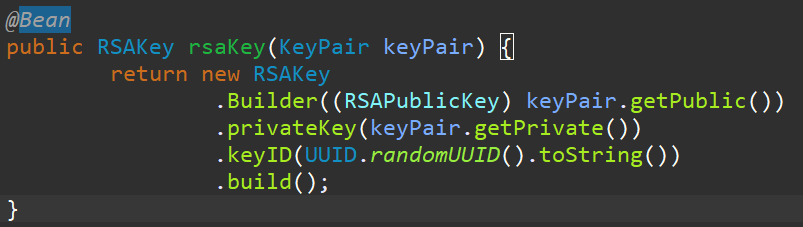 @Bean
public RSAKey rsaKey(KeyPair keyPair) {
return new RSAKey
.Builder((RSAPublicKey) keyPair.getPublic())
.privateKey(keyPair.getPrivate())
.keyID(UUID.randomUUID().toString())
.build();
}